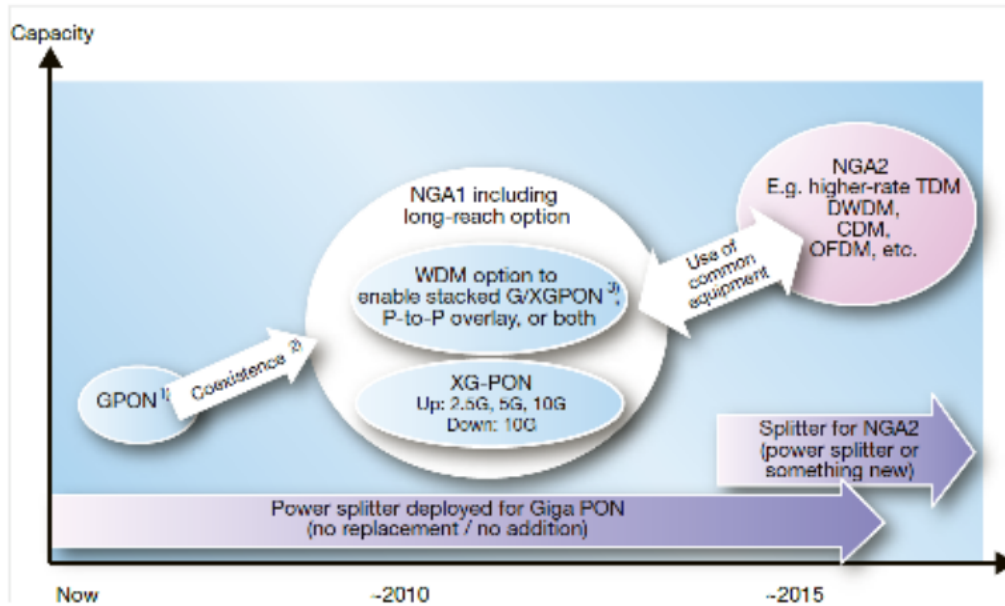 Capacity
NGA1 including
long-reach option
WDM option to
enable stacked G/XGPON 3),
P-to-P overlay, or both
XG-PON
Up: 2.5G, 5G, 10G
Down: 10G
GPON 1)
Coexistence 2)
NGA2
E.g. higher-rate TDM
DWDM,
CDM,
OFDM, etc.
Use of
common
equipment
Splitter for NGA2
(power splitter or
something new)
Power splitter deployed for Giga PON
(no replacement / no addition)
Now
~2010
~2015